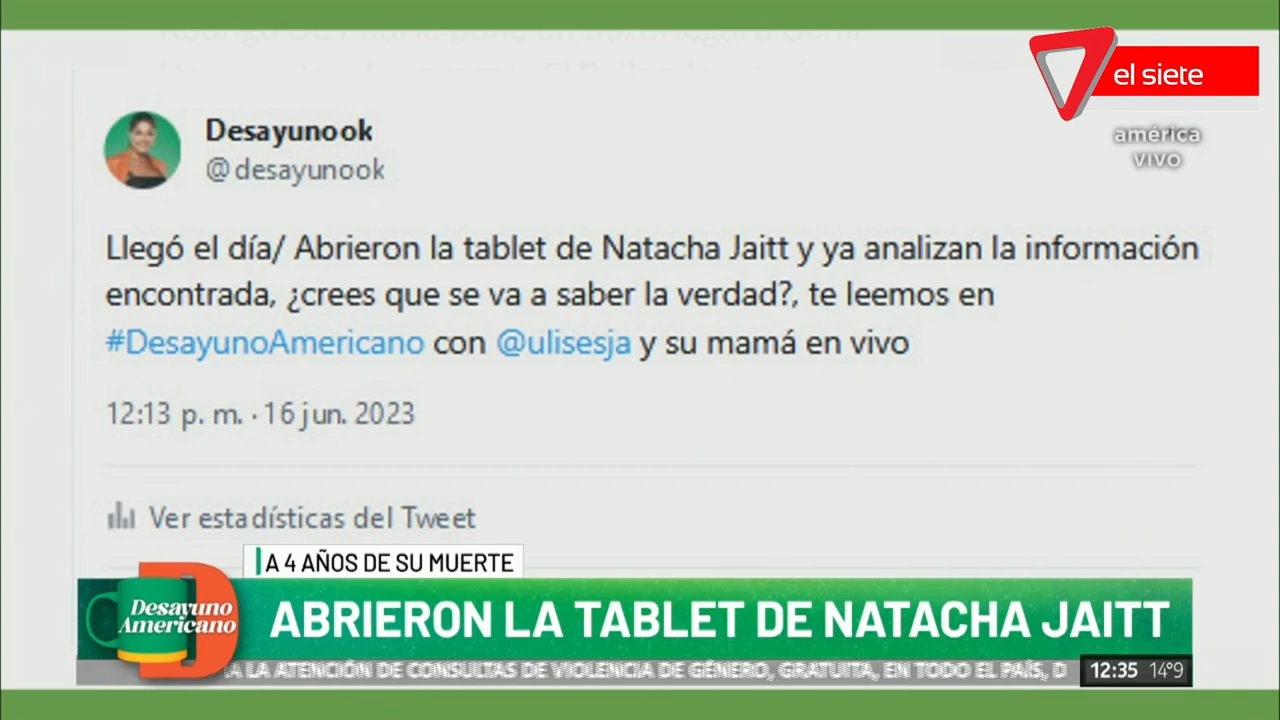 el siete
américa
VIVO
Desayunook
@desayunook
Llegó el día/ Abrieron la tablet de Natacha Jaitt y ya analizan la información
encontrada, ¿crees que se va a saber la verdad?, te leemos en
#DesayunoAmericano con @ulisesja y su mamá en vivo
12:13 p. m. · 16 jun. 2023
Ver estadísticas del Tweet
A 4 AÑOS DE SU MUERTE
Desayuno
Americano
ABRIERON LA TABLET DE NATACHA JAITT
A LA ATENCIÓN DE CONSULTAS DE VIOLENCIA DE GÉNERO, GRATUITA, EN TODO EL PAÍS, D
12:35 14°9